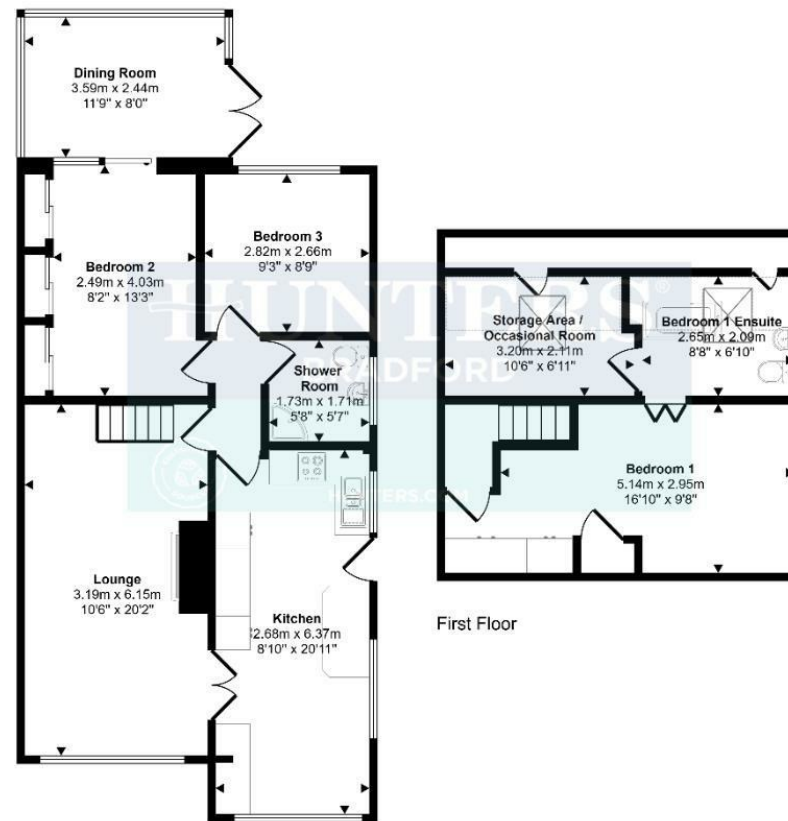 Dining Room
3.59m x 2.44m
11'9" x 8'0"
Bedroom 2
2.49m x 4.03m
8'2" x 13'3"
Bedroom 3
2.82m x 2.66m
9'3" x 8'9"
Shower
Room
1.73m x 1.71m
5'8" x 5'7"
Lounge
3.19m x 6.15m
10'6" x 20'2"
Kitchen
2.68m x 6.37m
8'10" x 20'11"
Storage Area /
Occasional Room
3.20m x 2.11m
10'6" x 6'11"
Bedroom 1 Ensuite
2.65m x 2.09m
8'8" x 6'10"
Bedroom 1
5.14m x 2.95m
16'10" x 9'8"
First Floor
HUNTERS®
BRADFORD
HUNTERS.COM